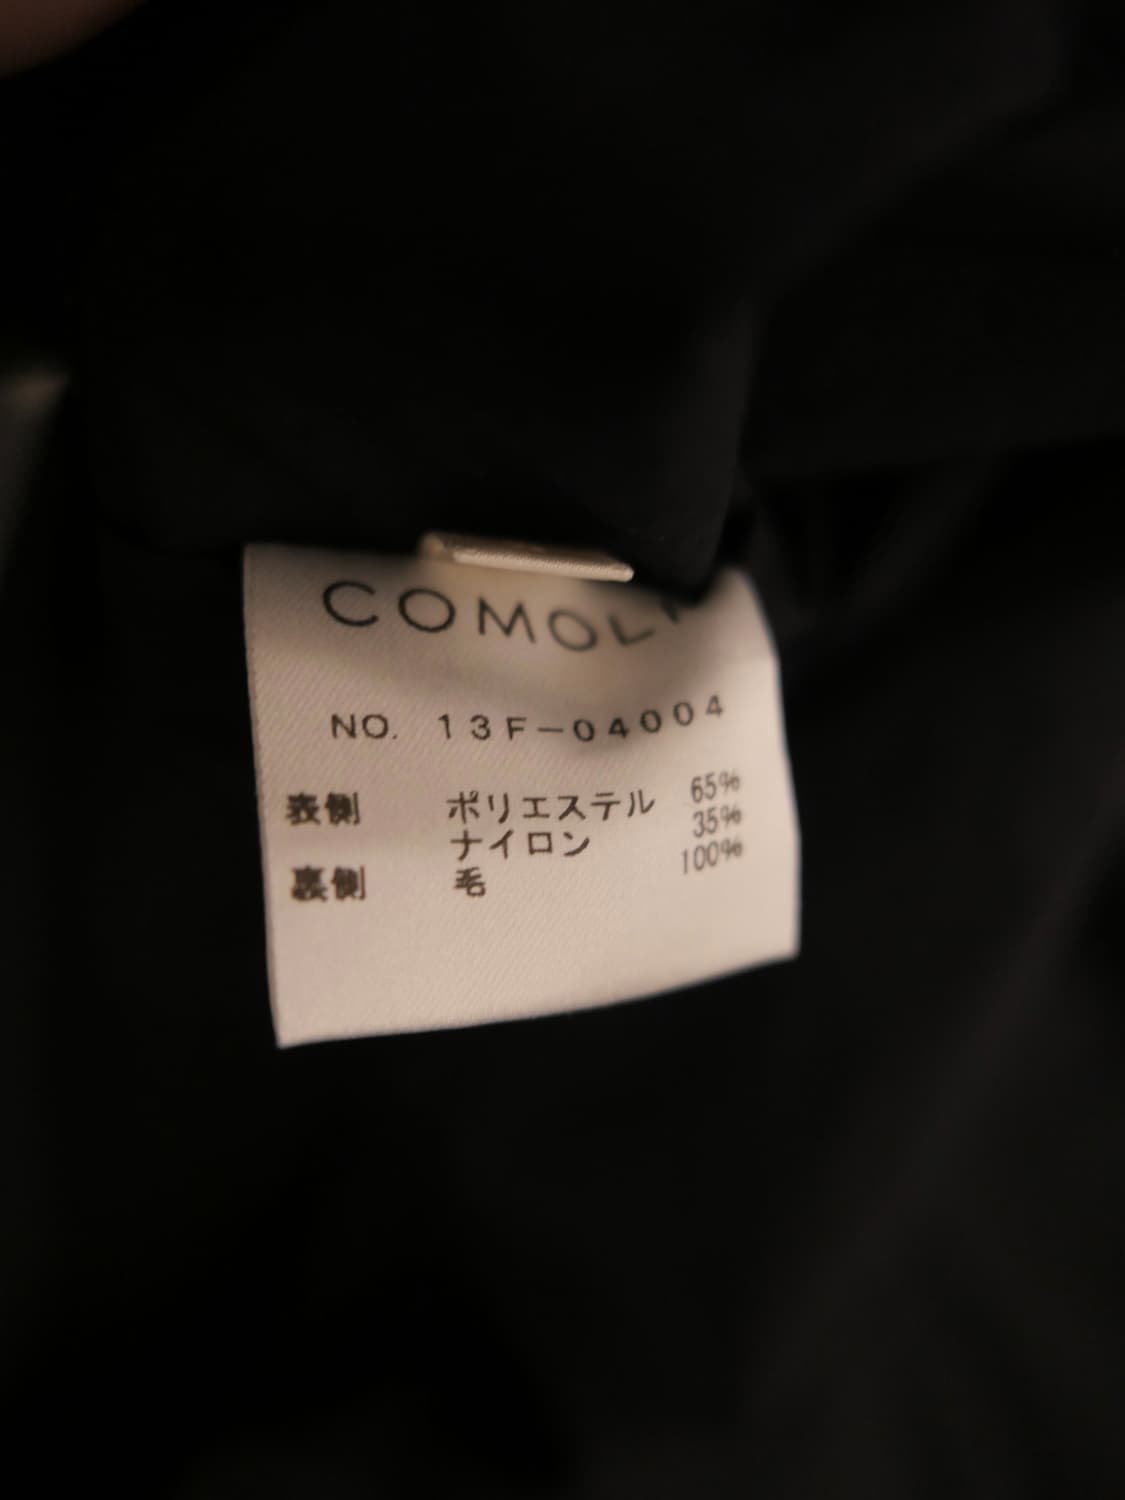 COMOLI
NO. 13F-04004
表側 ポリエステル 65%
ナイロン 35%
裏側 毛 100%